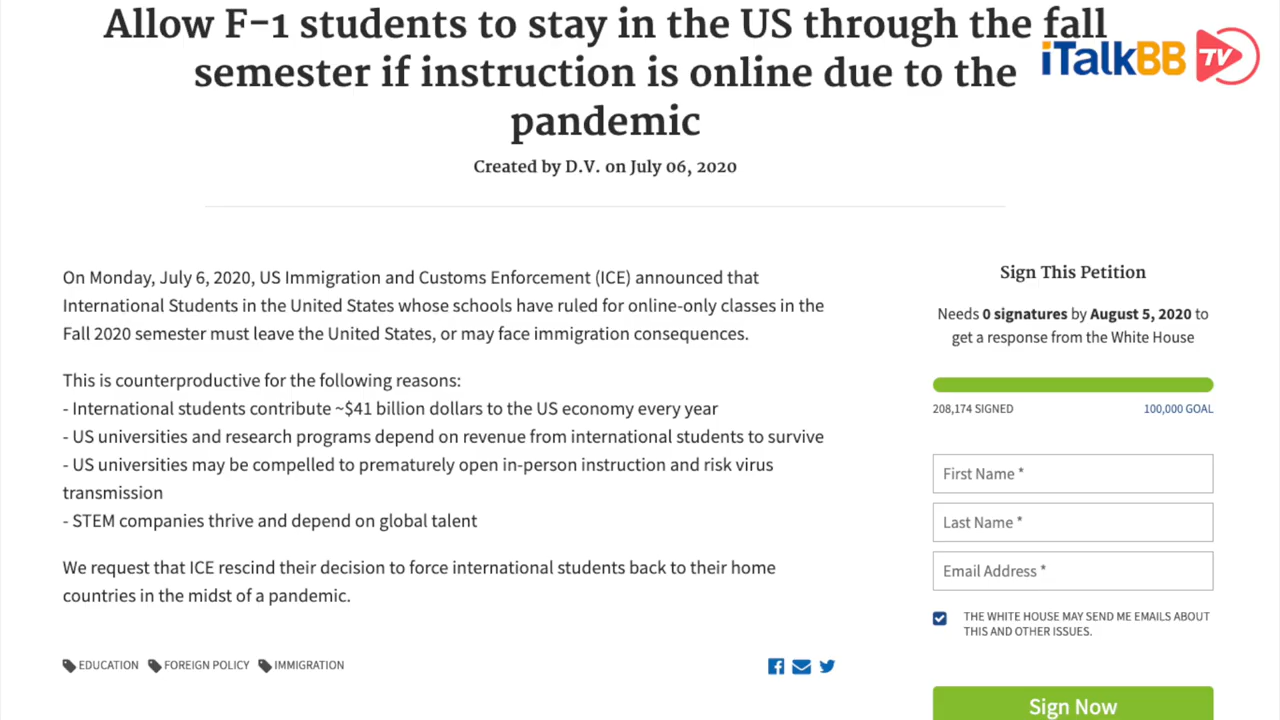 Allow F-1 students to stay in the US through the fall
semester if instruction is online due to the
pandemic
iTalkBB TV
Created by D.V. on July 06, 2020
On Monday, July 6, 2020, US Immigration and Customs Enforcement (ICE) announced that
International Students in the United States whose schools have ruled for online-only classes in the
Fall 2020 semester must leave the United States, or may face immigration consequences.
This is counterproductive for the following reasons:
- International students contribute ~$41 billion dollars to the US economy every year
- US universities and research programs depend on revenue from international students to survive
- US universities may be compelled to prematurely open in-person instruction and risk virus
transmission
- STEM companies thrive and depend on global talent
We request that ICE rescind their decision to force international students back to their home
countries in the midst of a pandemic.
EDUCATION FOREIGN POLICY IMMIGRATION
Sign This Petition
Needs 0 signatures by August 5, 2020 to
get a response from the White House
208,174 SIGNED 100,000 GOAL
First Name *
Last Name *
Email Address *
THE WHITE HOUSE MAY SEND ME EMAILS ABOUT
THIS AND OTHER ISSUES.
Sign Now